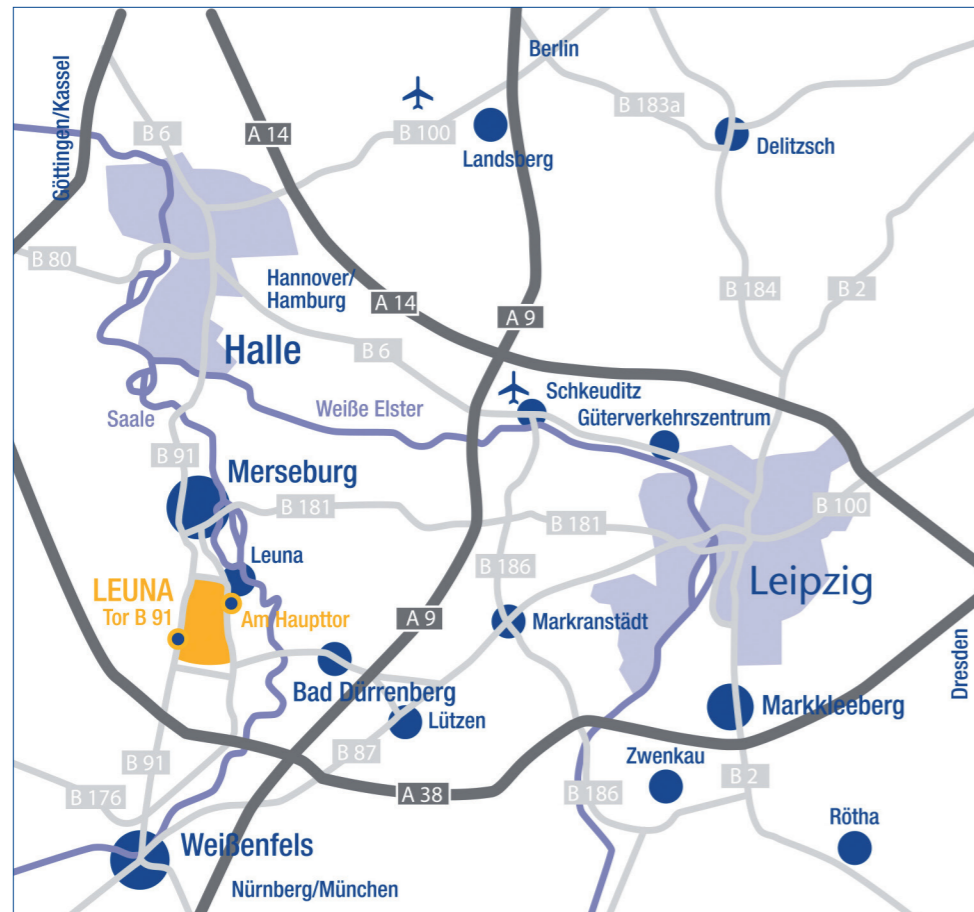 Berlin
Göttingen/Kassel
B 183a
B 6
A 14
B 100
Landsberg
Delitzsch
B 80
Hannover/
Hamburg
A 14
A 9
B 184
B 2
Halle
B 6
Schkeuditz
Saale
Weiße Elster
Güterverkehrszentrum
B 91
Merseburg
B 181
B 181
B 100
Leuna
B 186
LEUNA
Tor B 91
Am Haupttor
A 9
Markranstädt
Leipzig
Dresden
Bad Dürrenberg
Lützen
Markkleeberg
B 91
B 87
Zwenkau
B 2
B 176
A 38
B 186
Rötha
Weißenfels
Nürnberg/München